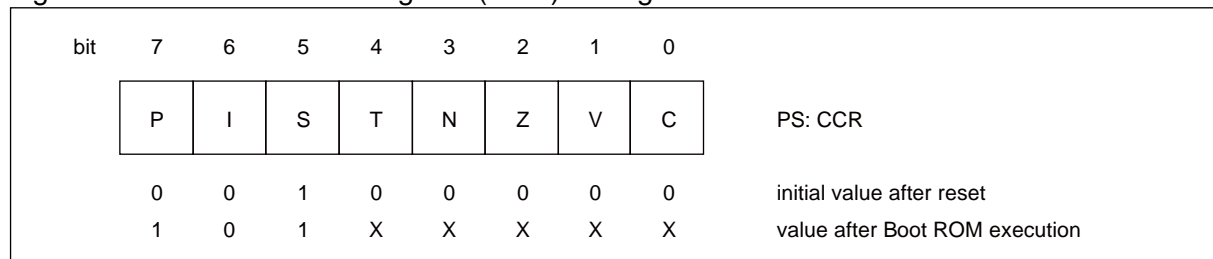 bit 7 6 5 4 3 2 1 0
P I S T N Z V C PS: CCR
0 0 1 0 0 0 0 0 initial value after reset
1 0 1 X X X X X value after Boot ROM execution